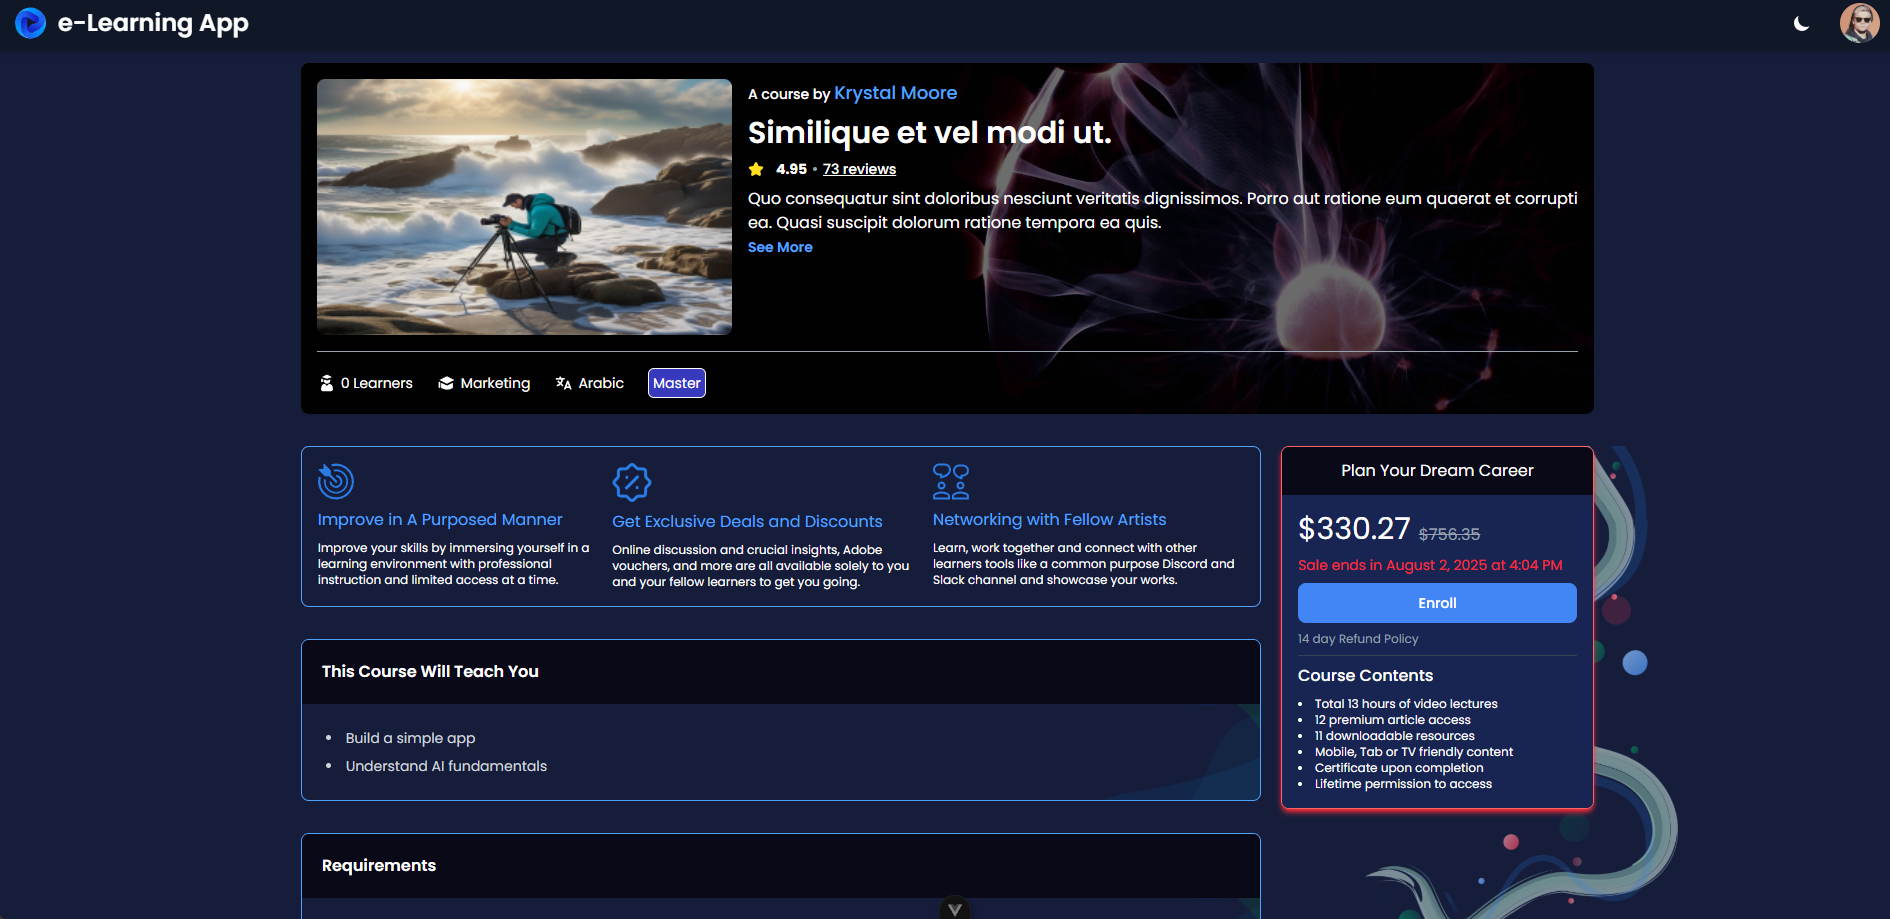 e-Learning App
A course by Krystal Moore
Similique et vel modi ut.
4.95 • 73 reviews
Quo consequatur sint doloribus nesciunt veritatis dignissimos. Porro aut ratione eum quaerat et corrupti
ea. Quasi suscipit dolorum ratione tempora ea quis.
See More
0 Learners
Marketing
Arabic
Master
Improve in A Purposed Manner
Improve your skills by immersing yourself in a
learning environment with professional
instruction and limited access at a time.
Get Exclusive Deals and Discounts
Online discussion and crucial insights, Adobe
vouchers, and more are all available solely to you
and your fellow learners to get you going.
Networking with Fellow Artists
Learn, work together and connect with other
learners tools like a common purpose Discord and
Slack channel and showcase your works.
This Course Will Teach You
• Build a simple app
• Understand AI fundamentals
Requirements
Plan Your Dream Career
$330.27 $756.35
Sale ends in August 2, 2025 at 4:04 PM
Enroll
14 day Refund Policy
Course Contents
• Total 13 hours of video lectures
• 12 premium article access
• 11 downloadable resources
• Mobile, Tab or TV friendly content
• Certificate upon completion
• Lifetime permission to access